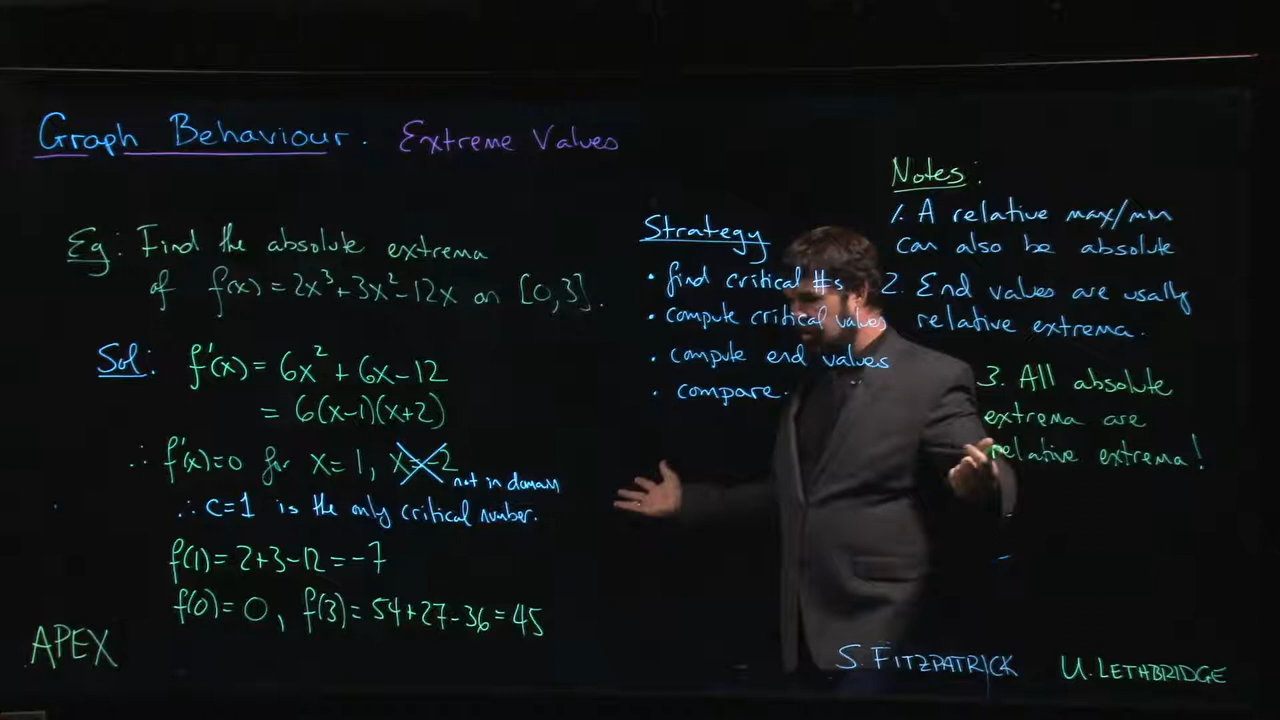 Graph Behaviour. Extreme Values
Eg: Find the absolute extrema
of f(x) = 2x³+3x²-12x on [0,3].
Sol: f'(x) = 6x² + 6x-12
= 6(x-1)(x+2)
∴ f'(x)=0 for x=1, x=-2 not in domain
∴ c=1 is the only critical number.
f(1)= 2+3-12 = -7
f(0)= 0, f(3)= 54+27-36 = 45
APEX
Strategy
• find critical #s
• compute critical values
• compute end values
• compare.
Notes:
1. A relative max/min
can also be absolute
2. End values are usally
relative extrema.
3. All absolute
extrema are
relative extrema!
S. FITZPATRICK U. LETHBRIDGE